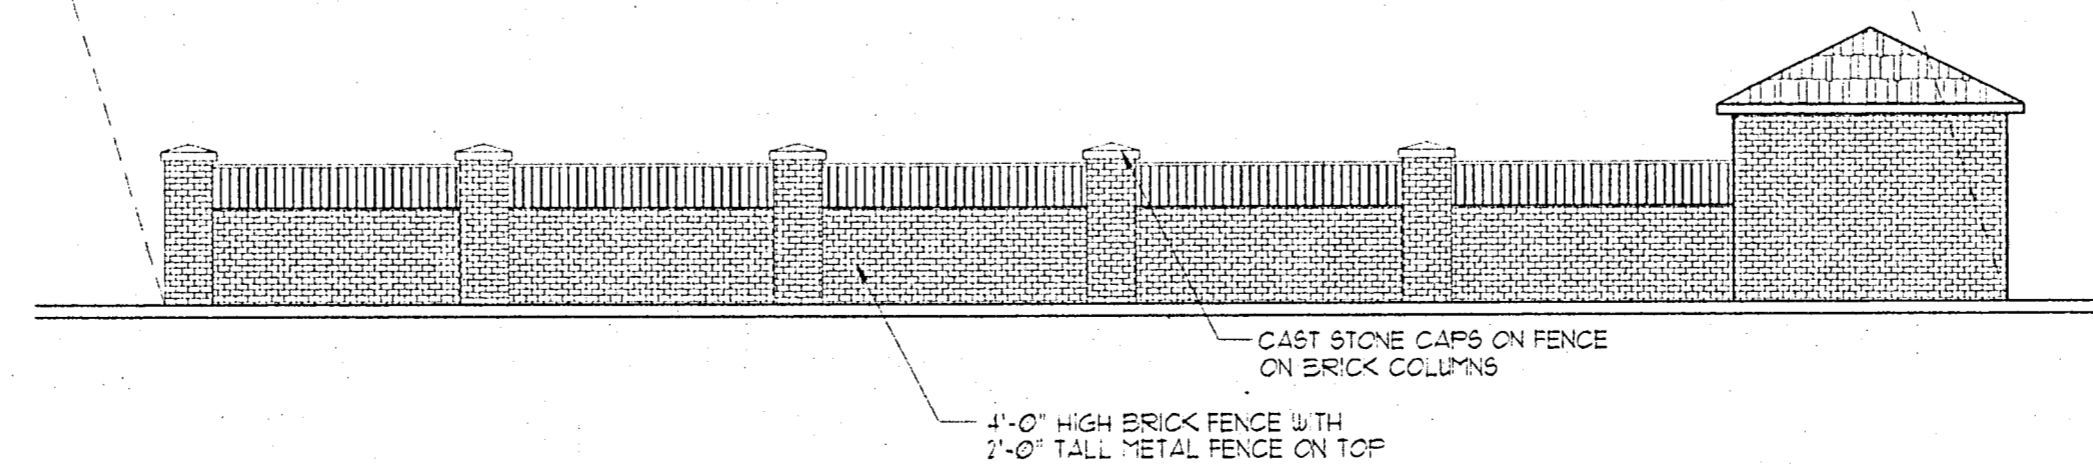 CAST STONE CAPS ON FENCE
ON BRICK COLUMNS
4'-0" HIGH BRICK FENCE WITH
2'-0" TALL METAL FENCE ON TOP